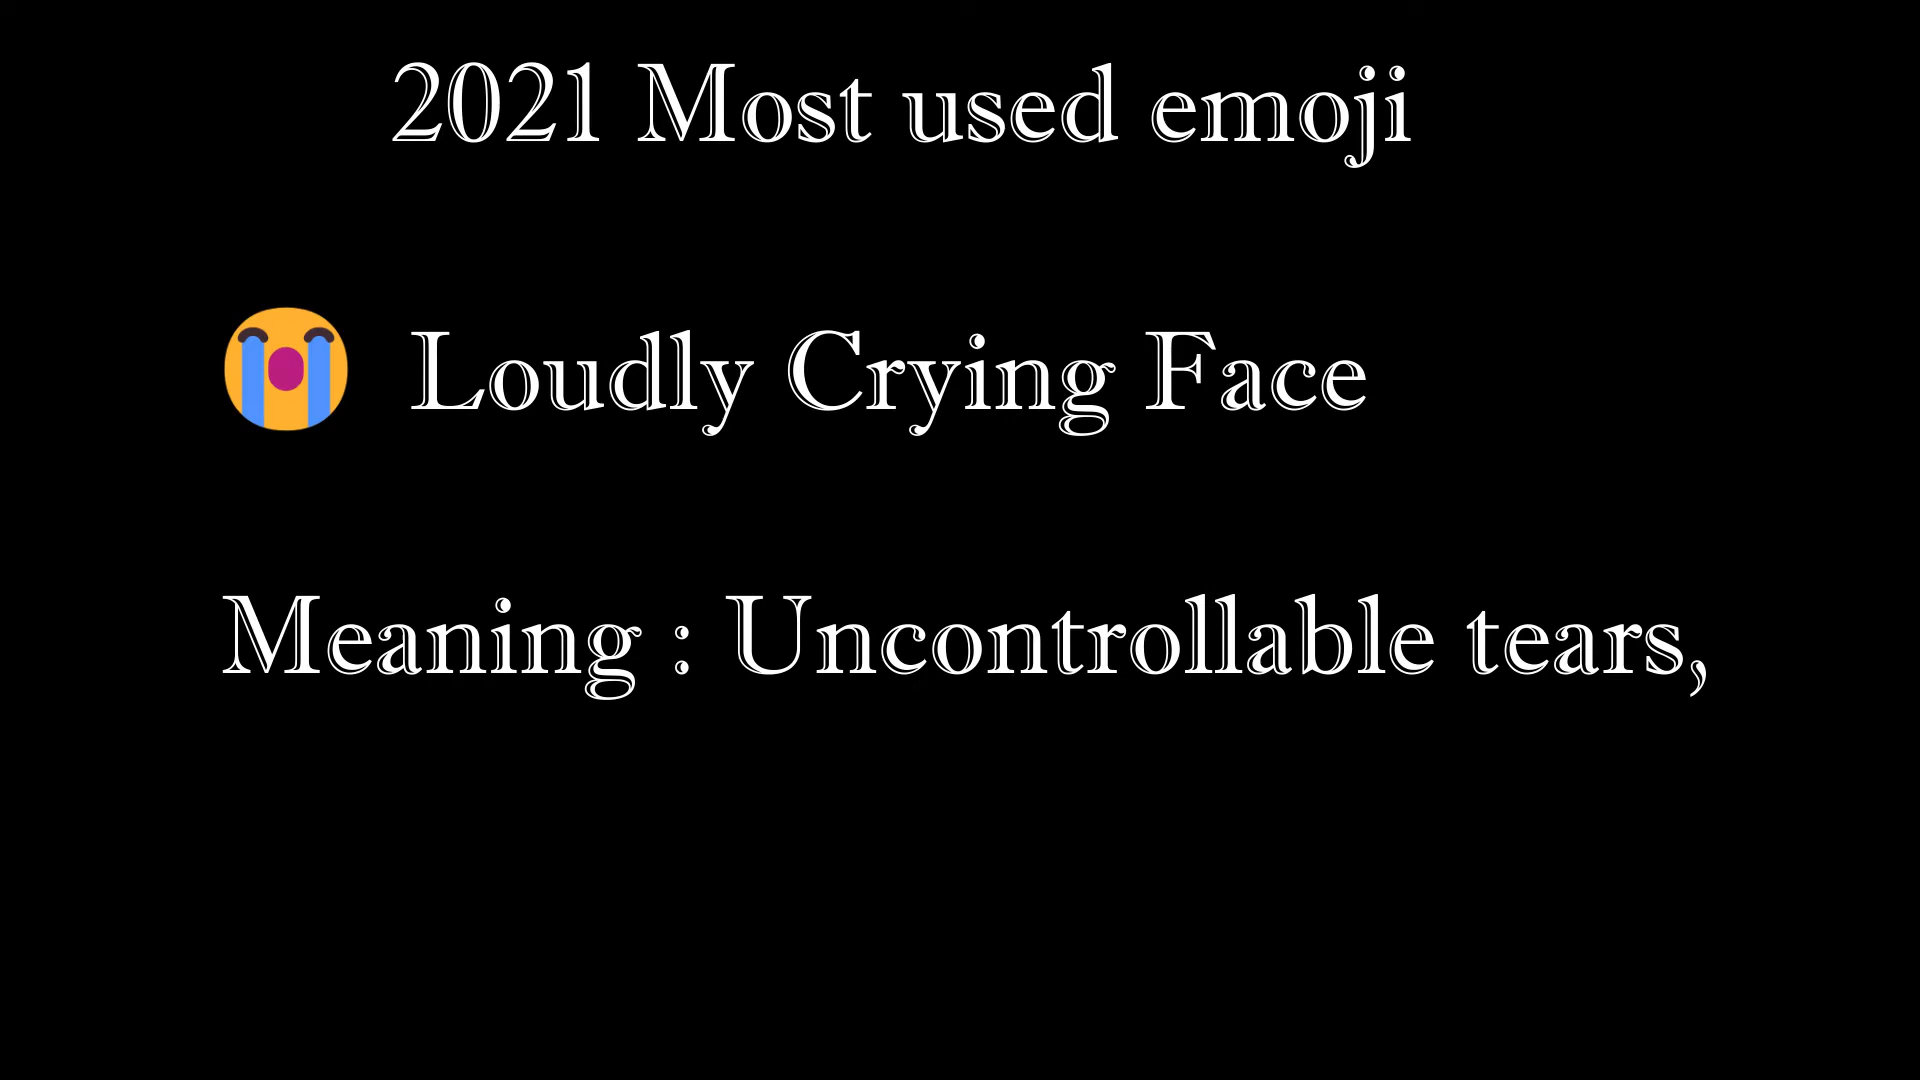 2021 Most used emoji
😭 Loudly Crying Face
Meaning : Uncontrollable tears,